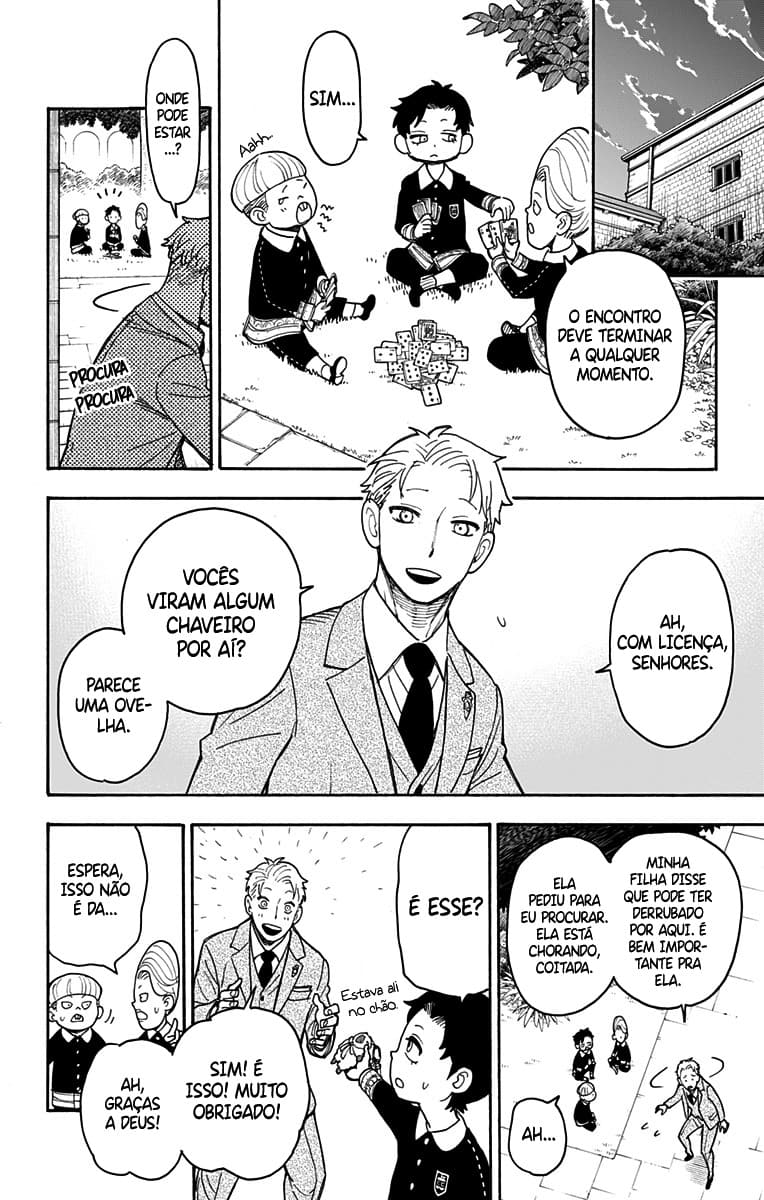 O ENCONTRO
DEVE TERMINAR
A QUALQUER
MOMENTO.
SIM...
Aahh..
ONDE
PODE
ESTAR
...?
PROCURA
PROCURA
AH,
COM LICENÇA,
SENHORES.
VOCÊS
VIRAM ALGUM
CHAVEIRO
POR AÍ?
PARECE
UMA OVE-
LHA.
MINHA
FILHA DISSE
QUE PODE TER
DERRUBADO
POR AQUI. É
BEM IMPOR-
TANTE PRA
ELA.
ELA
PEDIU PARA
EU PROCURAR.
ELA ESTÁ
CHORANDO,
COITADA.
AH...
É ESSE?
Estava ali
no chão.
SIM! É
ISSO! MUITO
OBRIGADO!
AH,
GRAÇAS
A DEUS!
ESPERA,
ISSO NÃO
É DA...